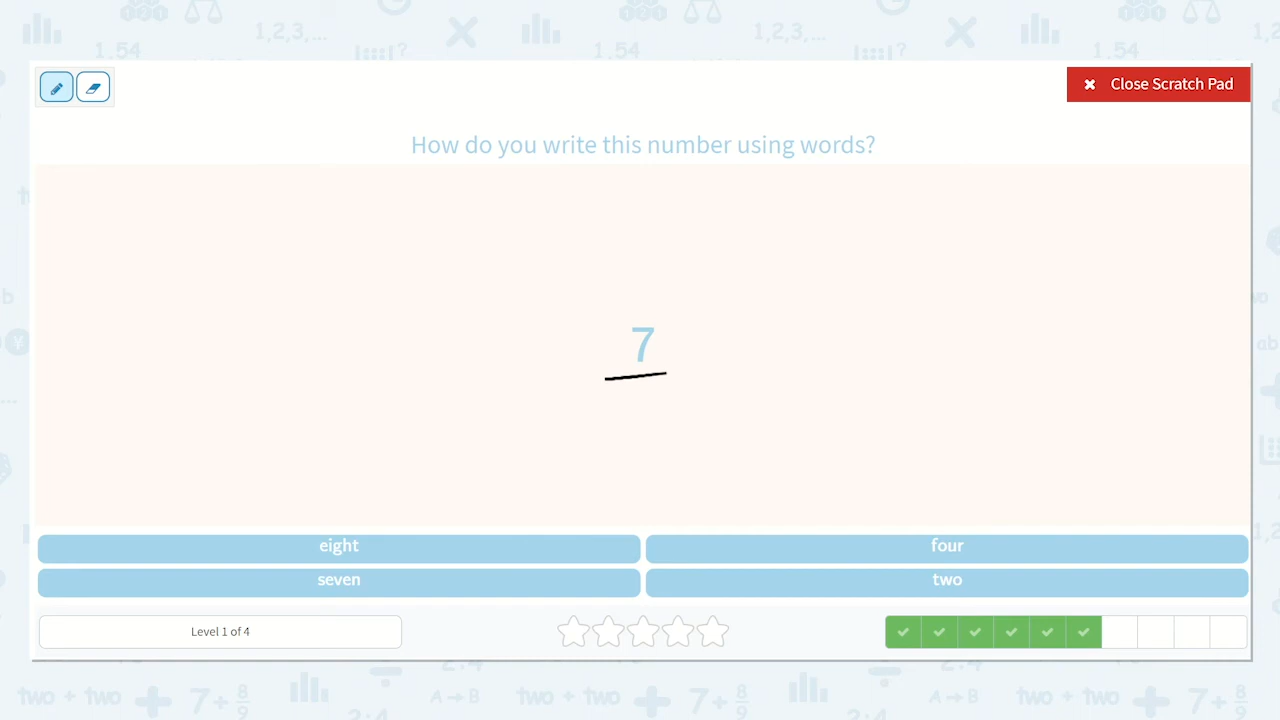 Close Scratch Pad
How do you write this number using words?
7
eight
four
seven
two
Level 1 of 4